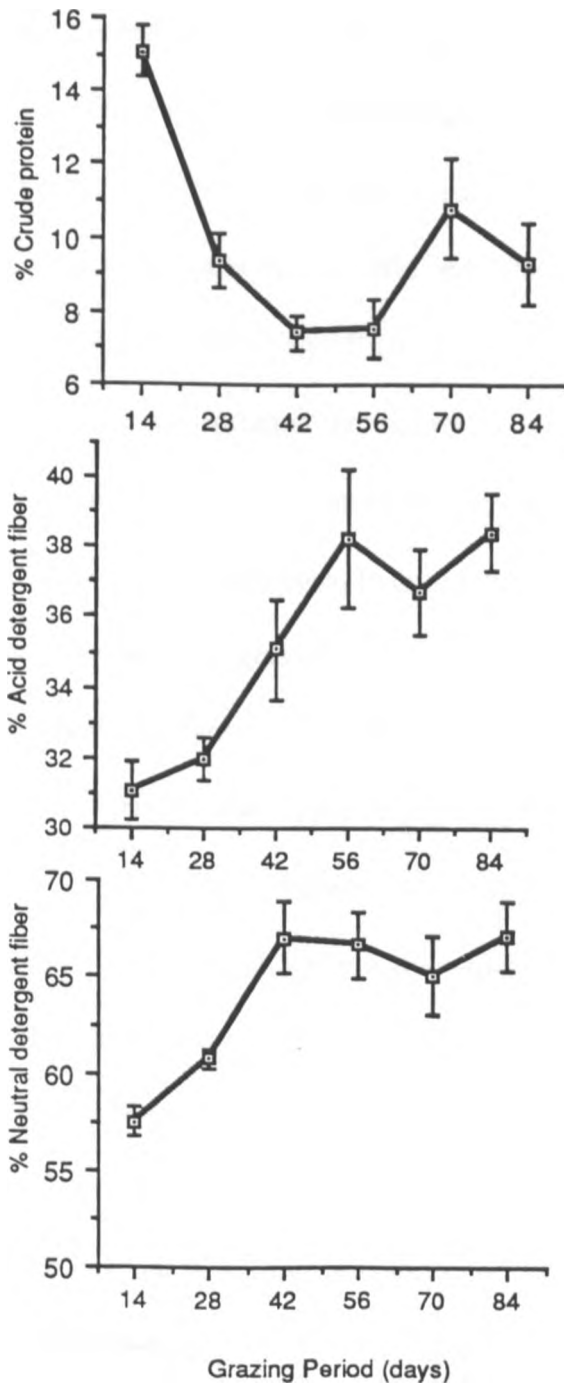 % Crude protein
16
14
12
10
8
6
14 28 42 56 70 84
% Acid detergent fiber
40
38
36
34
32
30
14 28 42 56 70 84
% Neutral detergent fiber
70
65
60
55
50
14 28 42 56 70 84
Grazing Period (days)